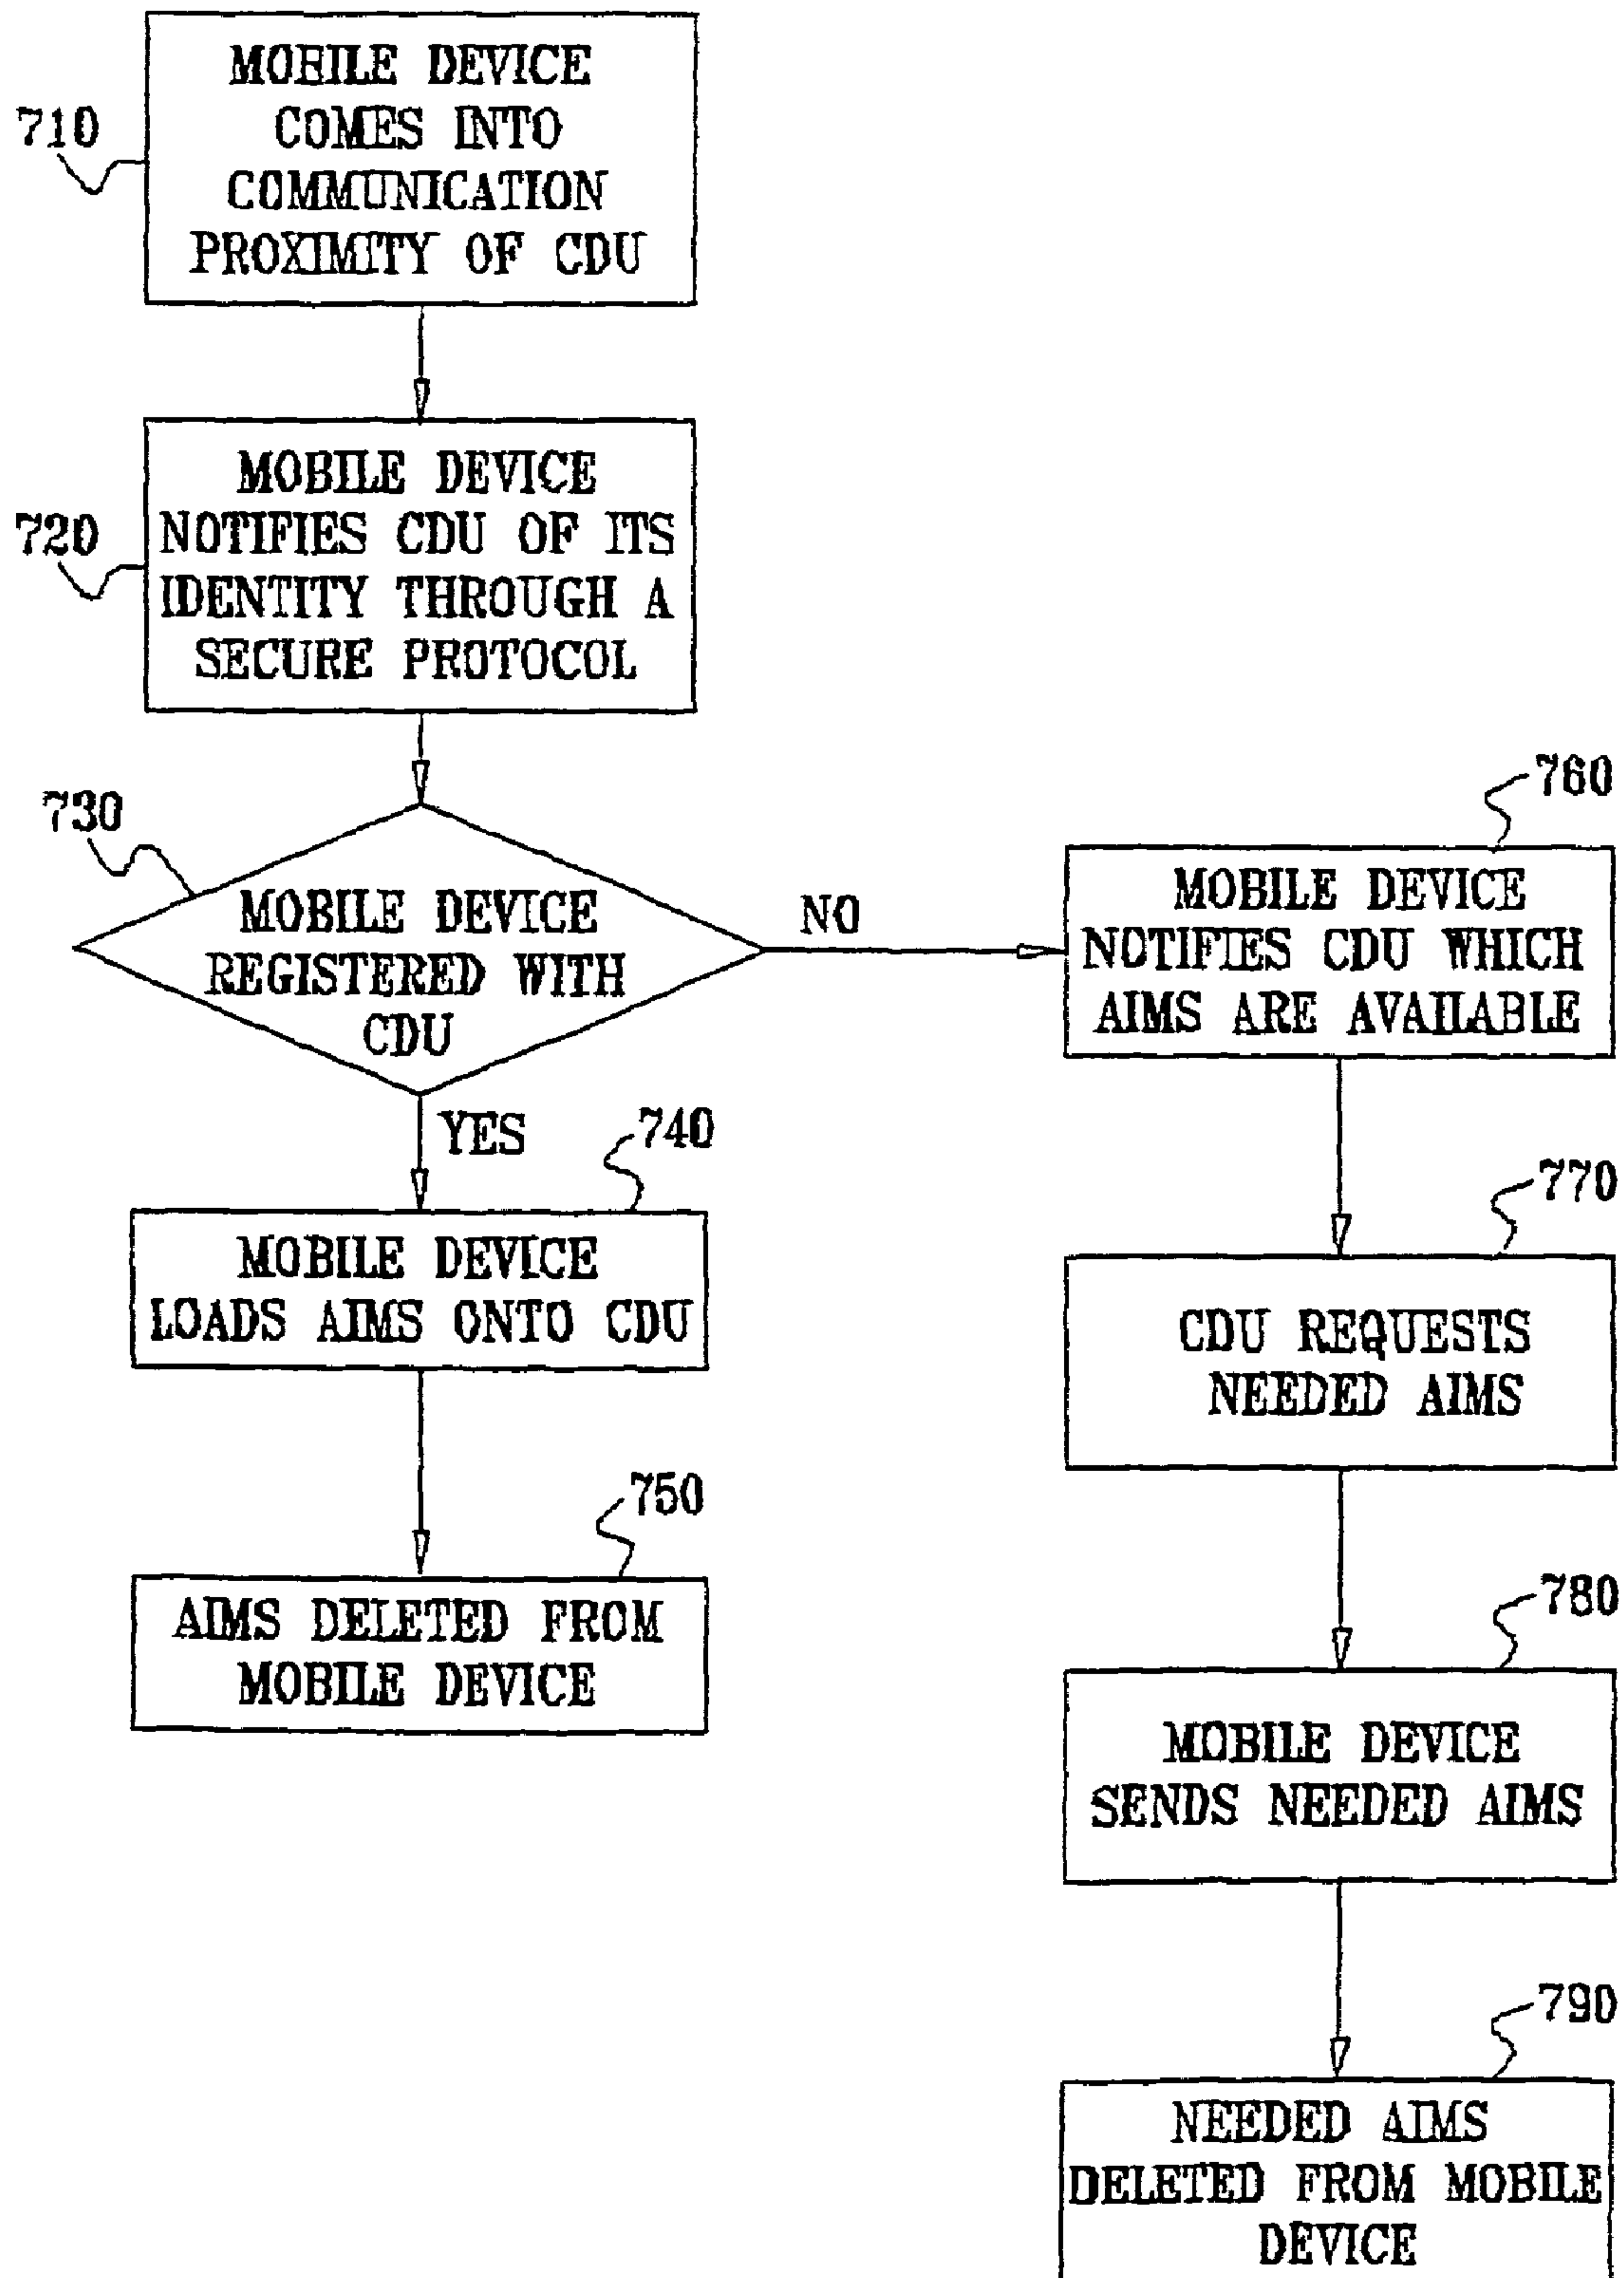 710
MOBILE DEVICE
COMES INTO
COMMUNICATION
PROXIMITY OF CDU
720
MOBILE DEVICE
NOTIFIES CDU OF ITS
IDENTITY THROUGH A
SECURE PROTOCOL
730
MOBILE DEVICE
REGISTERED WITH
CDU
NO
YES
740
MOBILE DEVICE
LOADS AIMS ONTO CDU
750
AIMS DELETED FROM
MOBILE DEVICE
760
MOBILE DEVICE
NOTIFIES CDU WHICH
AIMS ARE AVAILABLE
770
CDU REQUESTS
NEEDED AIMS
780
MOBILE DEVICE
SENDS NEEDED AIMS
790
NEEDED AIMS
DELETED FROM MOBILE
DEVICE